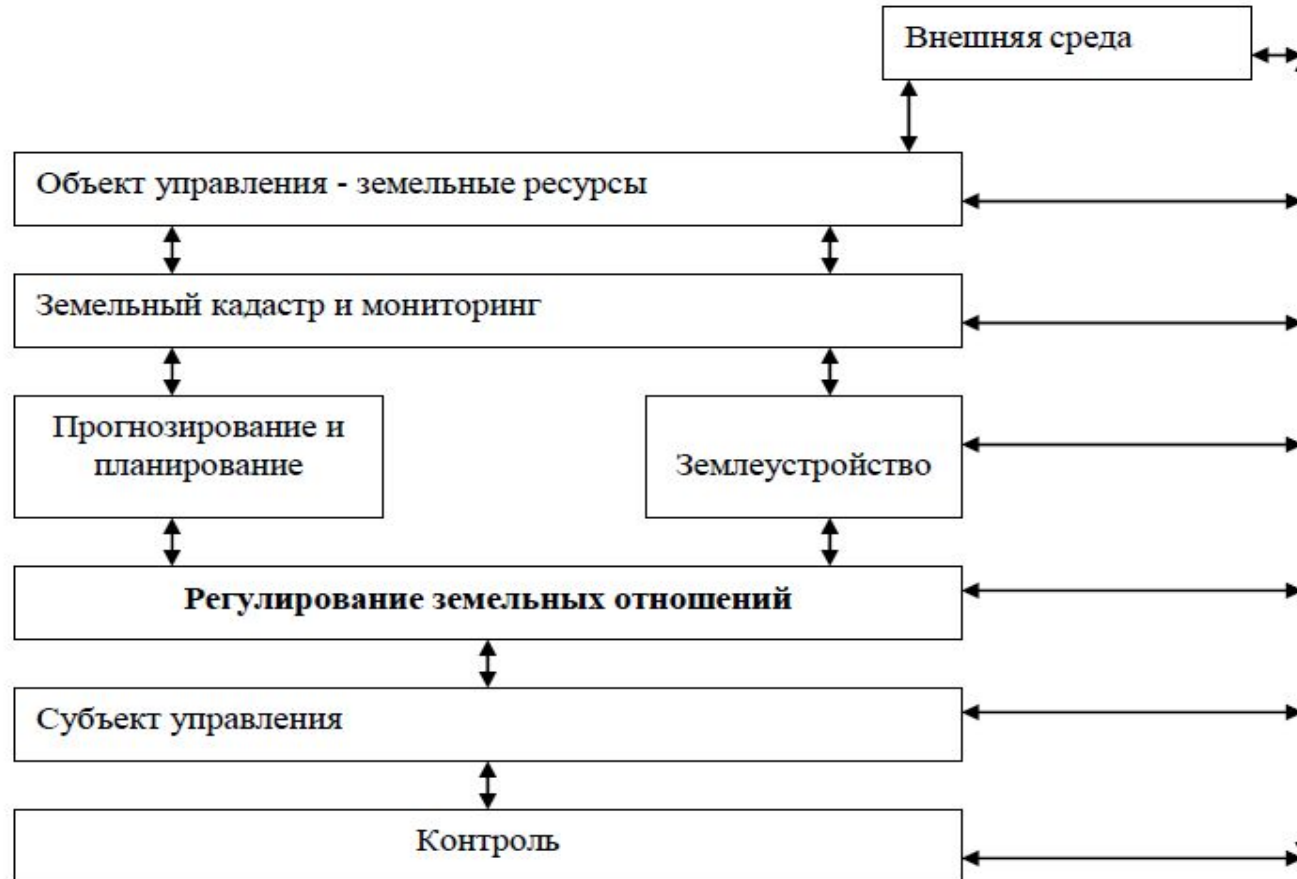 Внешняя среда
Объект управления - земельные ресурсы
Земельный кадастр и мониторинг
Прогнозирование и
планирование
Землеустройство
Регулирование земельных отношений
Субъект управления
Контроль